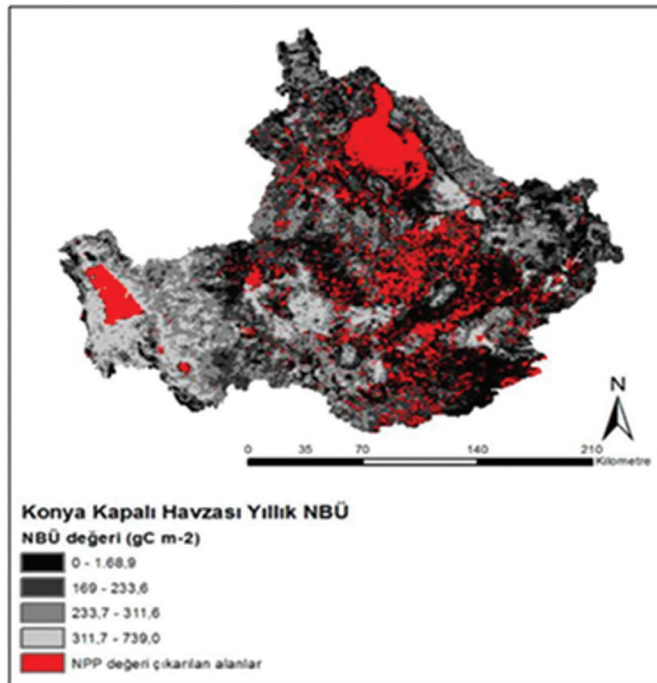 N
0 35 70 140 210
Kilometre
Konya Kapalı Havzası Yıllık NBÜ
NBÜ değeri (gC m-2)
0 - 1.68,9
169 - 233,6
233,7 - 311,6
311,7 - 739,0
NPP değeri çıkarılan alanlar